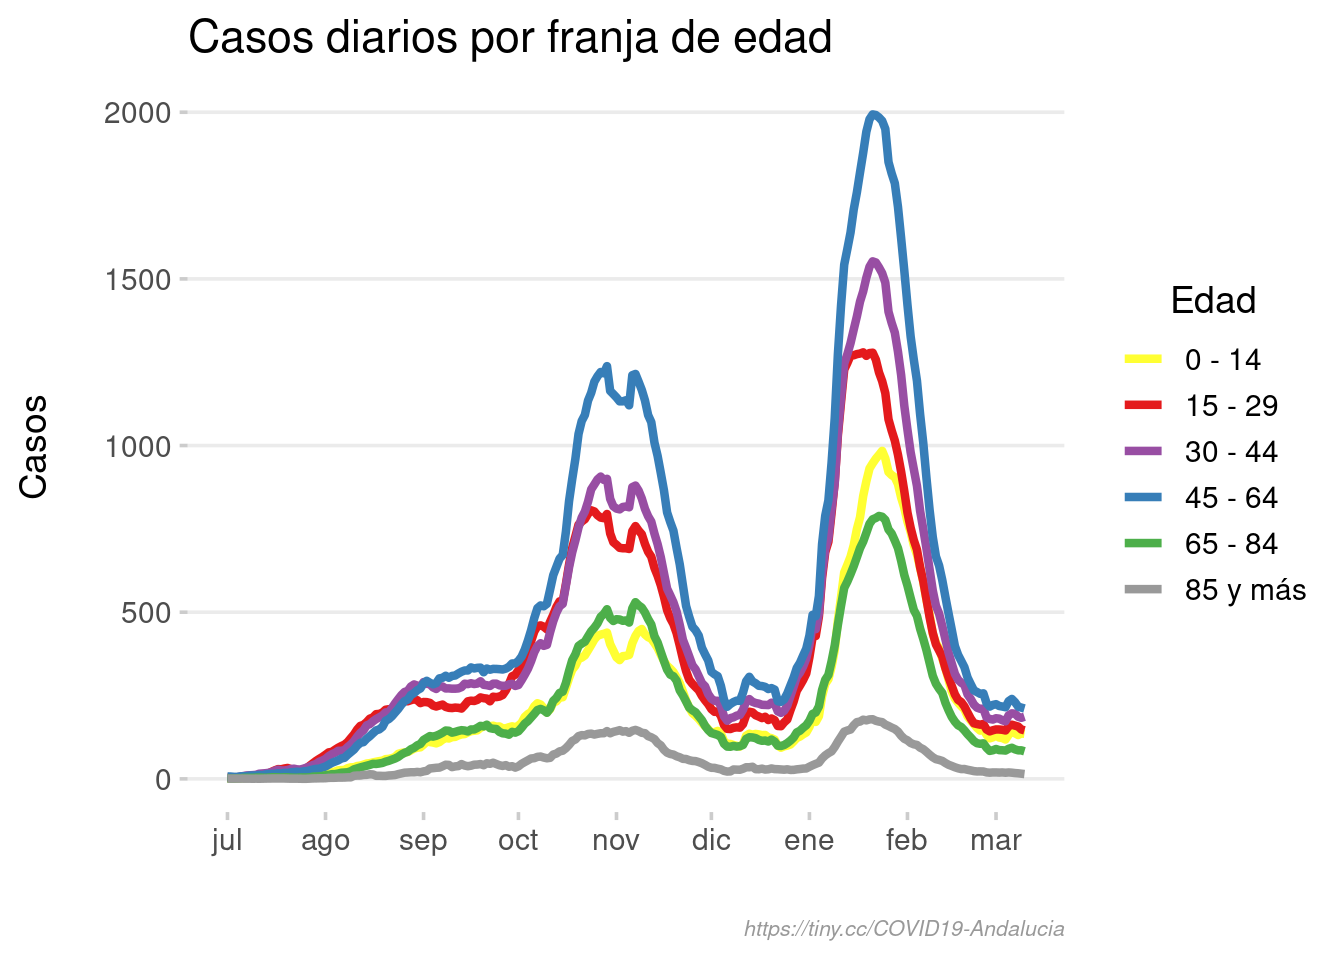 Casos diarios por franja de edad
2000
1500
1000
500
0
Casos
jul ago sep oct nov dic ene feb mar
Edad
0 - 14
15 - 29
30 - 44
45 - 64
65 - 84
85 y más
https://tiny.cc/COVID19-Andalucia